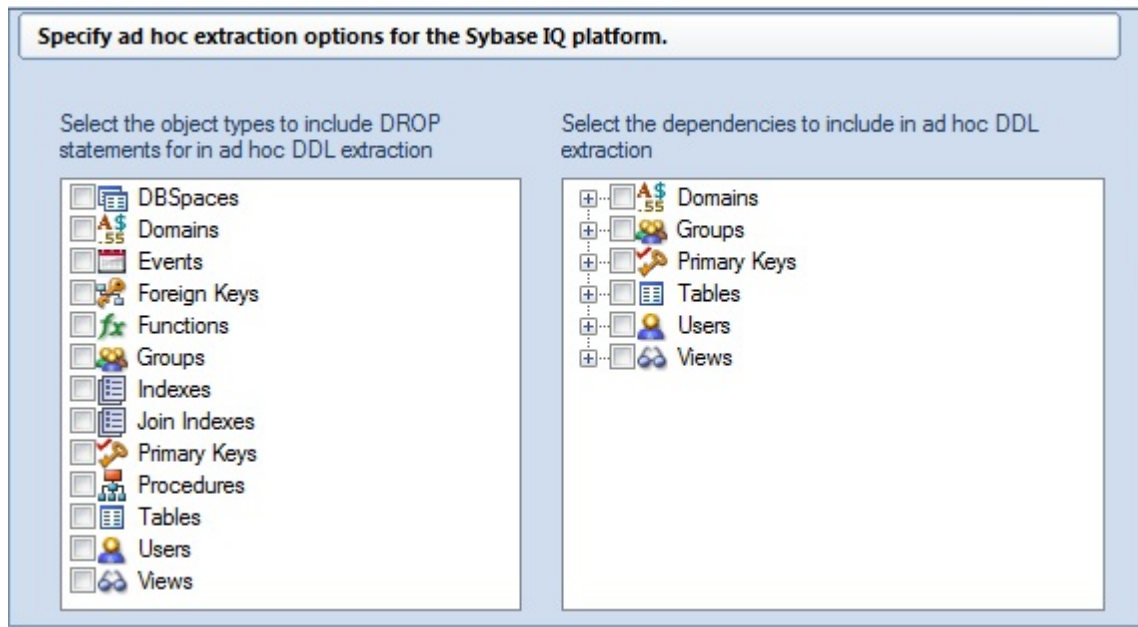 Specify ad hoc extraction options for the Sybase IQ platform.
Select the object types to include DROP
statements for in ad hoc DDL extraction
DBSpaces
Domains
Events
Foreign Keys
Functions
Groups
Indexes
Join Indexes
Primary Keys
Procedures
Tables
Users
Views
Select the dependencies to include in ad hoc DDL
extraction
Domains
Groups
Primary Keys
Tables
Users
Views